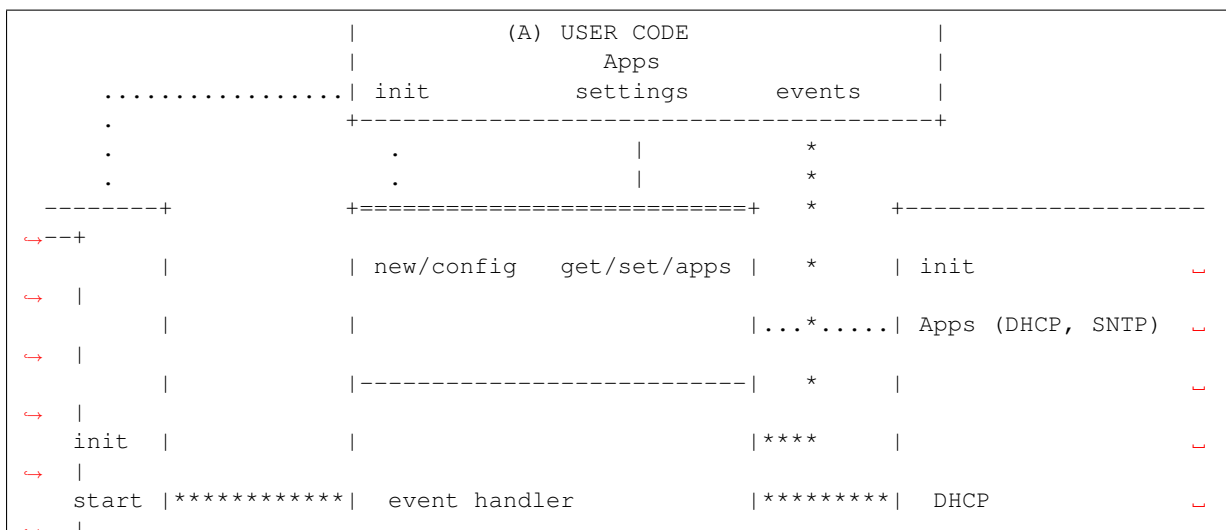 |          (A) USER CODE                 |
|                 Apps                   |
.................| init          settings      events     |
.                +----------------------------------------+
.                   .                |           *
.                   .                |           *
--------+            +===========================+   *     +---------------------
↪--+
|            | new/config   get/set/apps |   *     | init               ␣
↪  |
|            |                           |...*.....| Apps (DHCP, SNTP)  ␣
↪  |
|            |---------------------------|   *     |                    ␣
↪  |
init  |            |                           |****     |                    ␣
↪  |
start |************|  event handler            |*********|  DHCP              ␣